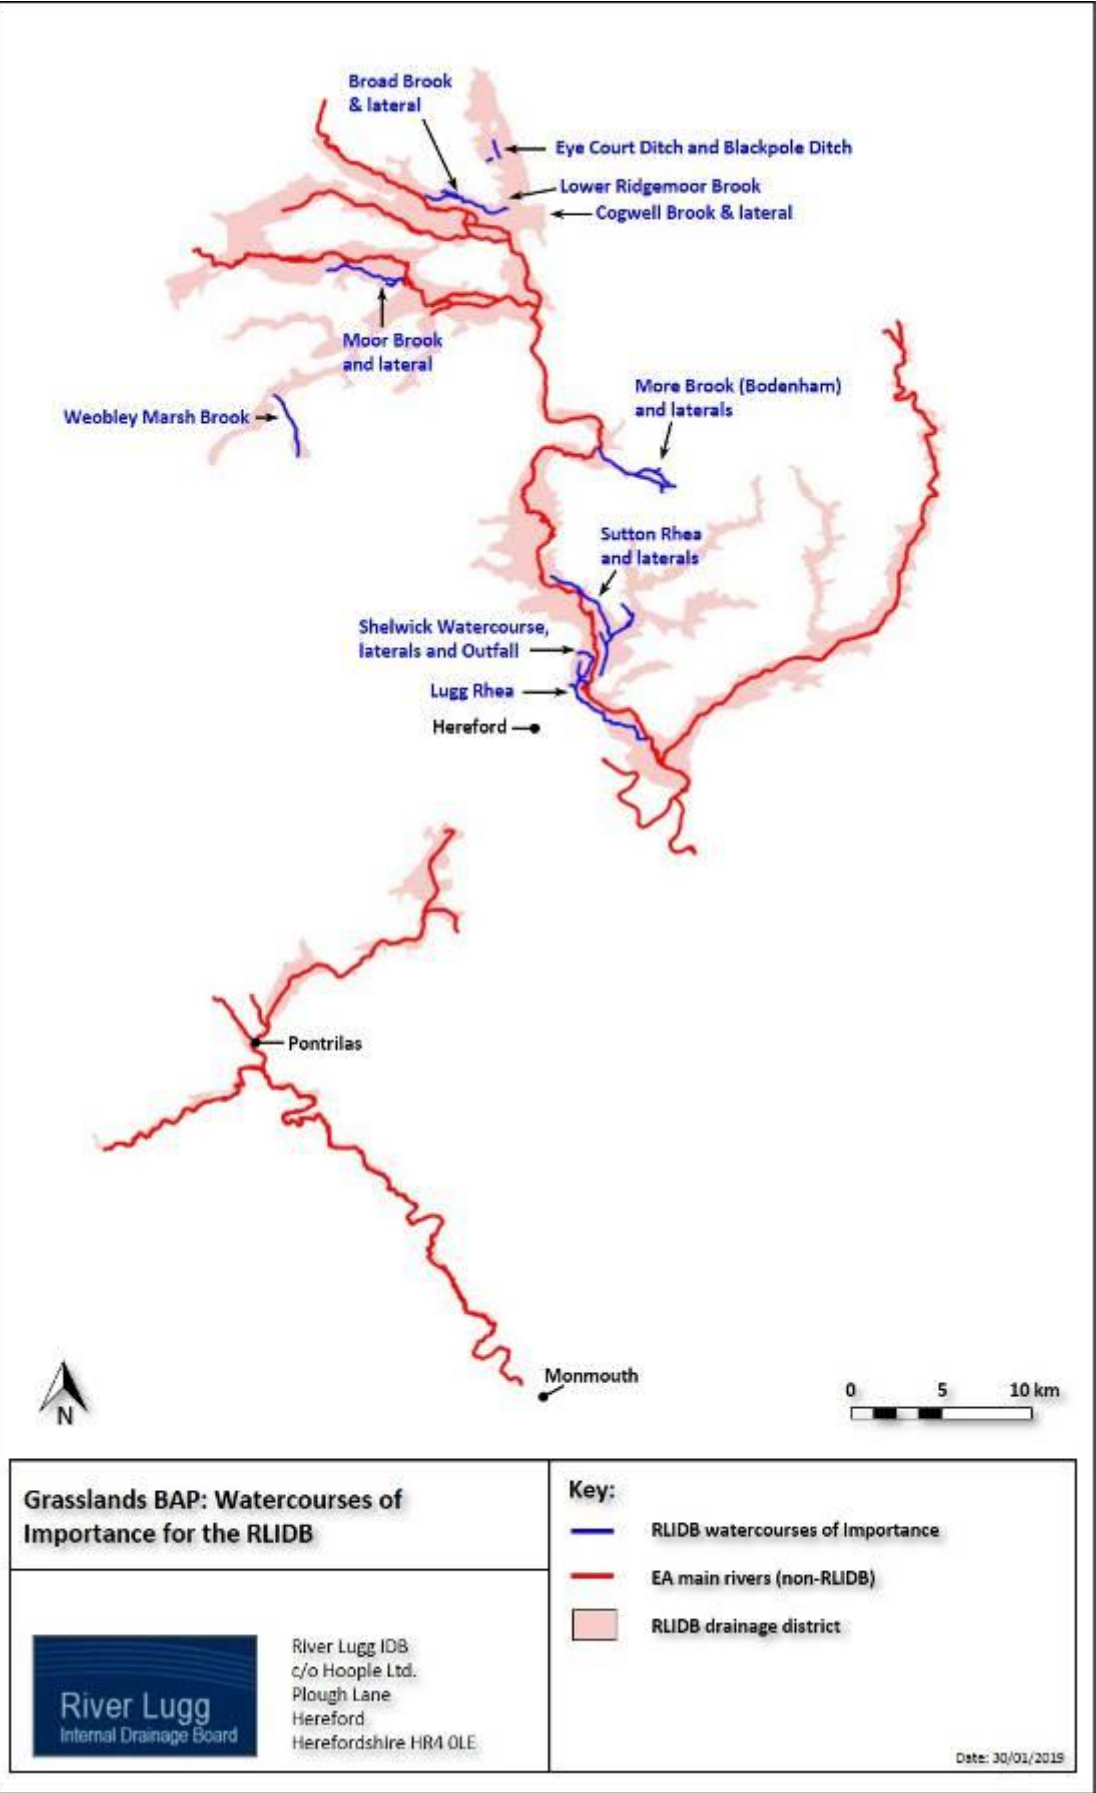 Broad Brook
& lateral
Eye Court Ditch and Blackpole Ditch
Lower Ridgemoor Brook
Cogwell Brook & lateral
Moor Brook
and lateral
Weobley Marsh Brook
More Brook (Bodenham)
and laterals
Sutton Rhea
and laterals
Shelwick Watercourse,
laterals and Outfall
Lugg Rhea
Hereford
Pontrilas
Monmouth
N
0 5 10 km
Grasslands BAP: Watercourses of
Importance for the RLIDB
Key:
RLIDB watercourses of Importance
EA main rivers (non-RLIDB)
RLIDB drainage district
River Lugg
Internal Drainage Board
River Lugg IDB
c/o Hoople Ltd.
Plough Lane
Hereford
Herefordshire HR4 0LE
Date: 30/01/2019